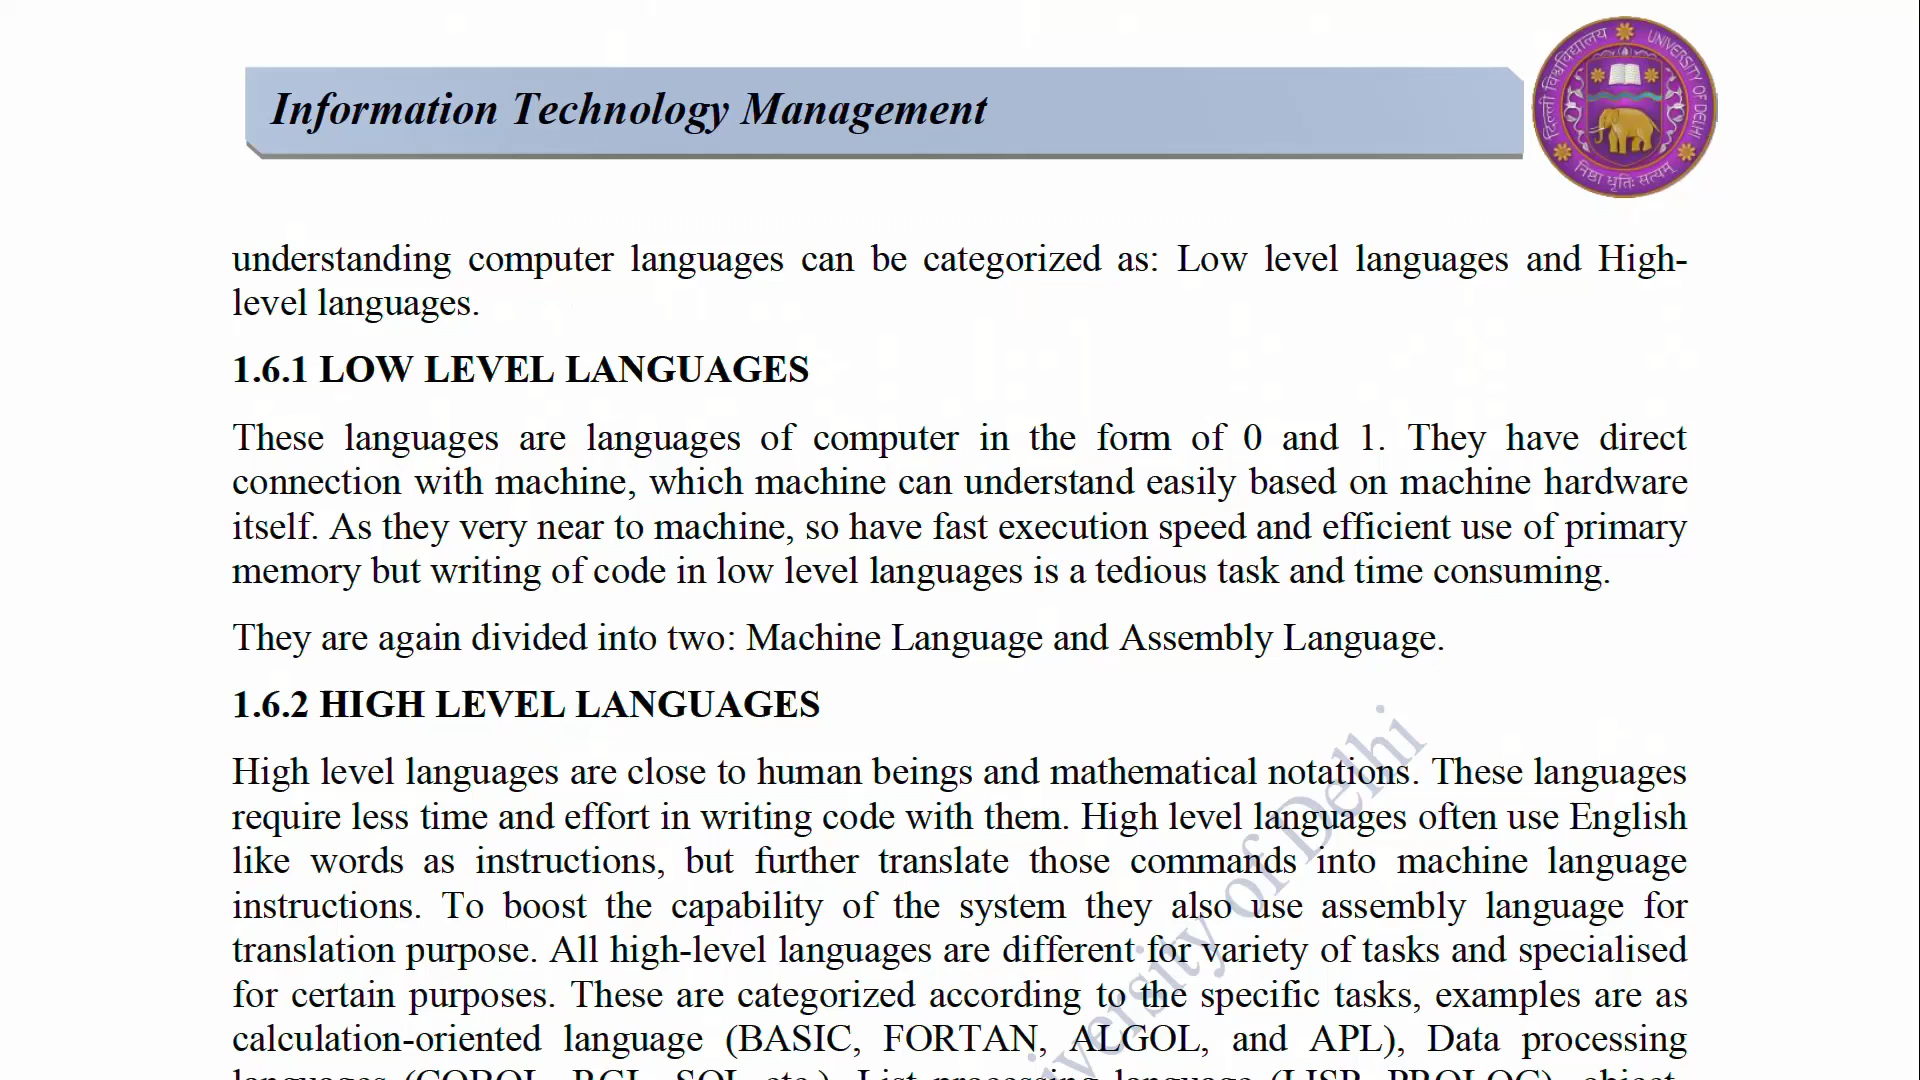 Information Technology Management
दिल्ली विश्वविद्यालय
UNIVERSITY OF DELHI
निष्ठा धृतिः सत्यम्
understanding computer languages can be categorized as: Low level languages and High-
level languages.
1.6.1 LOW LEVEL LANGUAGES
These languages are languages of computer in the form of 0 and 1. They have direct
connection with machine, which machine can understand easily based on machine hardware
itself. As they very near to machine, so have fast execution speed and efficient use of primary
memory but writing of code in low level languages is a tedious task and time consuming.
They are again divided into two: Machine Language and Assembly Language.
1.6.2 HIGH LEVEL LANGUAGES
High level languages are close to human beings and mathematical notations. These languages
require less time and effort in writing code with them. High level languages often use English
like words as instructions, but further translate those commands into machine language
instructions. To boost the capability of the system they also use assembly language for
translation purpose. All high-level languages are different for variety of tasks and specialised
for certain purposes. These are categorized according to the specific tasks, examples are as
calculation-oriented language (BASIC, FORTAN, ALGOL, and APL), Data processing
of Delhi